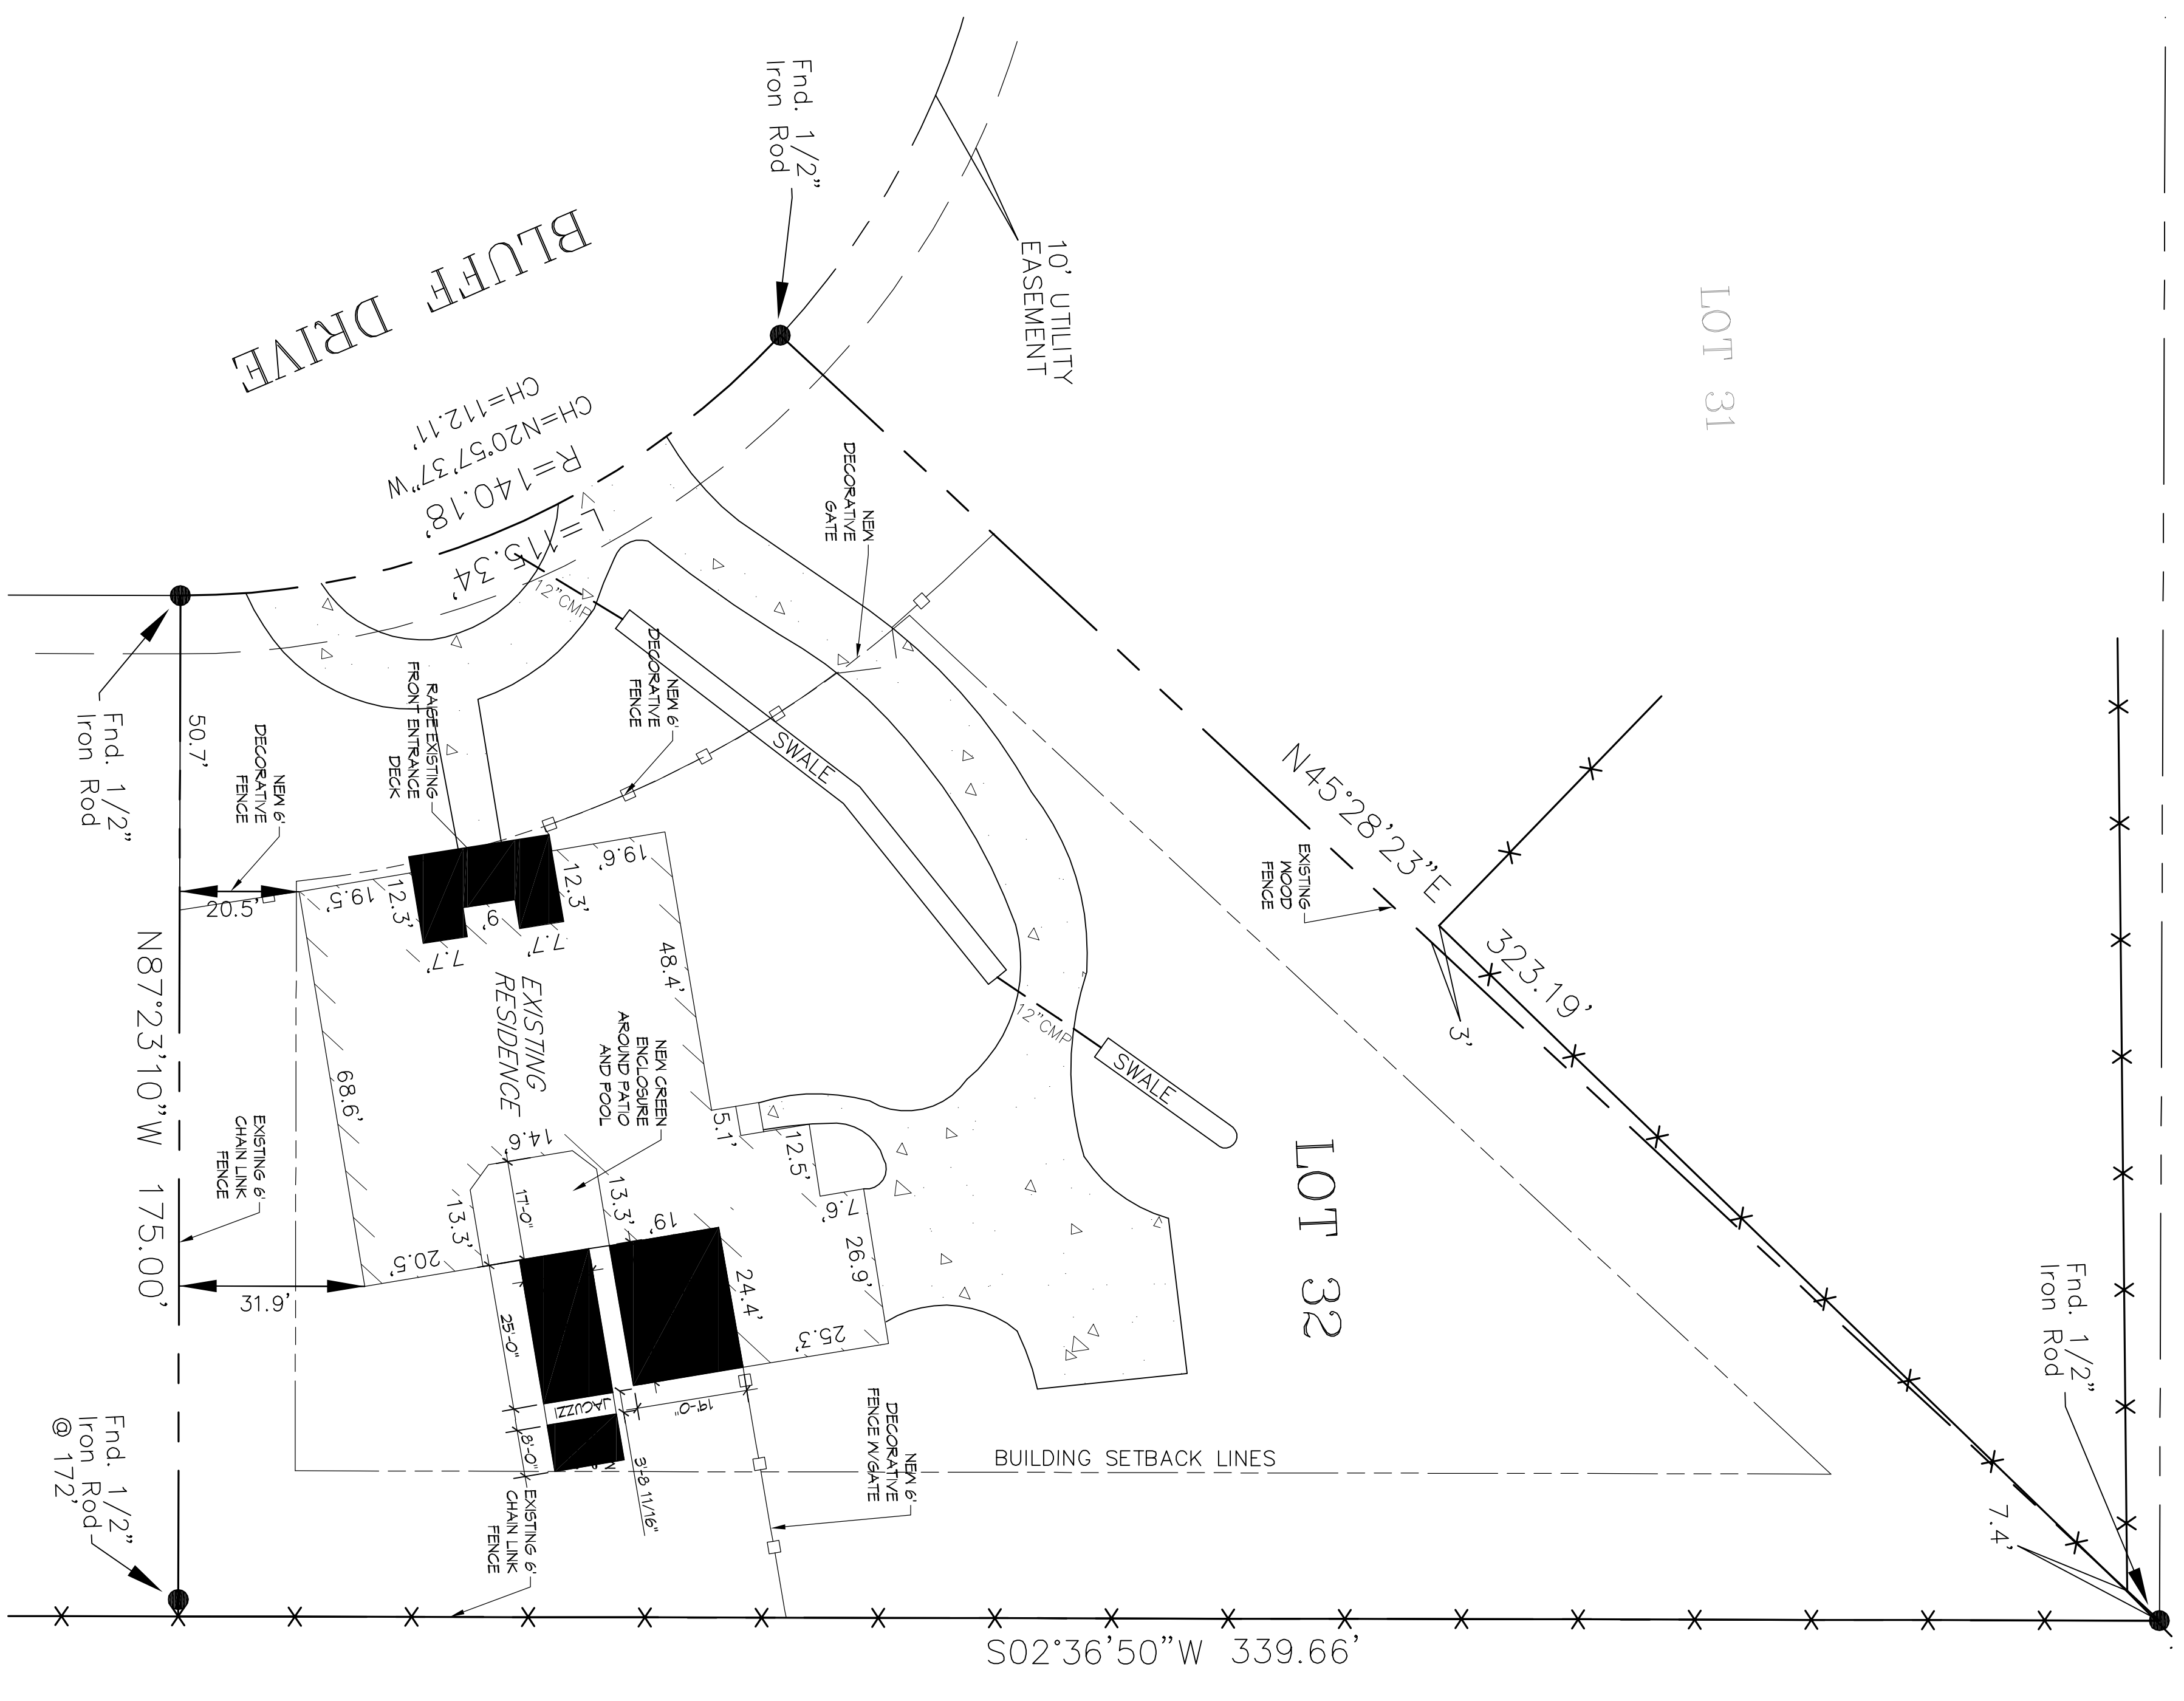 BLUFF DRIVE
Fnd. 1/2"
Iron Rod
10' UTILITY
EASEMENT
LOT 31
CH=112.11'
CH=N20°57'37"W
R=140.18'
L=115.34'
12"CMP
NEW
DECORATIVE
GATE
NEW 6'
DECORATIVE
FENCE
SWALE
RAISE EXISTING
FRONT ENTRANCE
DECK
Fnd. 1/2"
Iron Rod
50.7'
NEW 6'
DECORATIVE
FENCE
20.5'
19.5'
12.3'
7.7'
9'
7.7'
12.3'
19.6'
48.4'
EXISTING
RESIDENCE
68.6'
N87°23'10"W 175.00'
EXISTING 6'
CHAIN LINK
FENCE
31.9'
20.5'
NEW CREEN
ENCLOSURE
AROUND PATIO
AND POOL
14.6'
17'-0"
13.3'
13.3'
19'
24.4'
5.1'
12.5'
7.6'
26.9'
25.3'
25'-0"
8'-0"
JACUZZI
19'-0"
3'-8 11/16"
NEW 6'
DECORATIVE
FENCE W/GATE
EXISTING 6'
CHAIN LINK
FENCE
Fnd. 1/2"
Iron Rod
@ 172'
12"CMP
SWALE
LOT 32
EXISTING
WOOD
FENCE
N45°28'23"E
323.19'
3'
BUILDING SETBACK LINES
7.4'
Fnd. 1/2"
Iron Rod
S02°36'50"W 339.66'